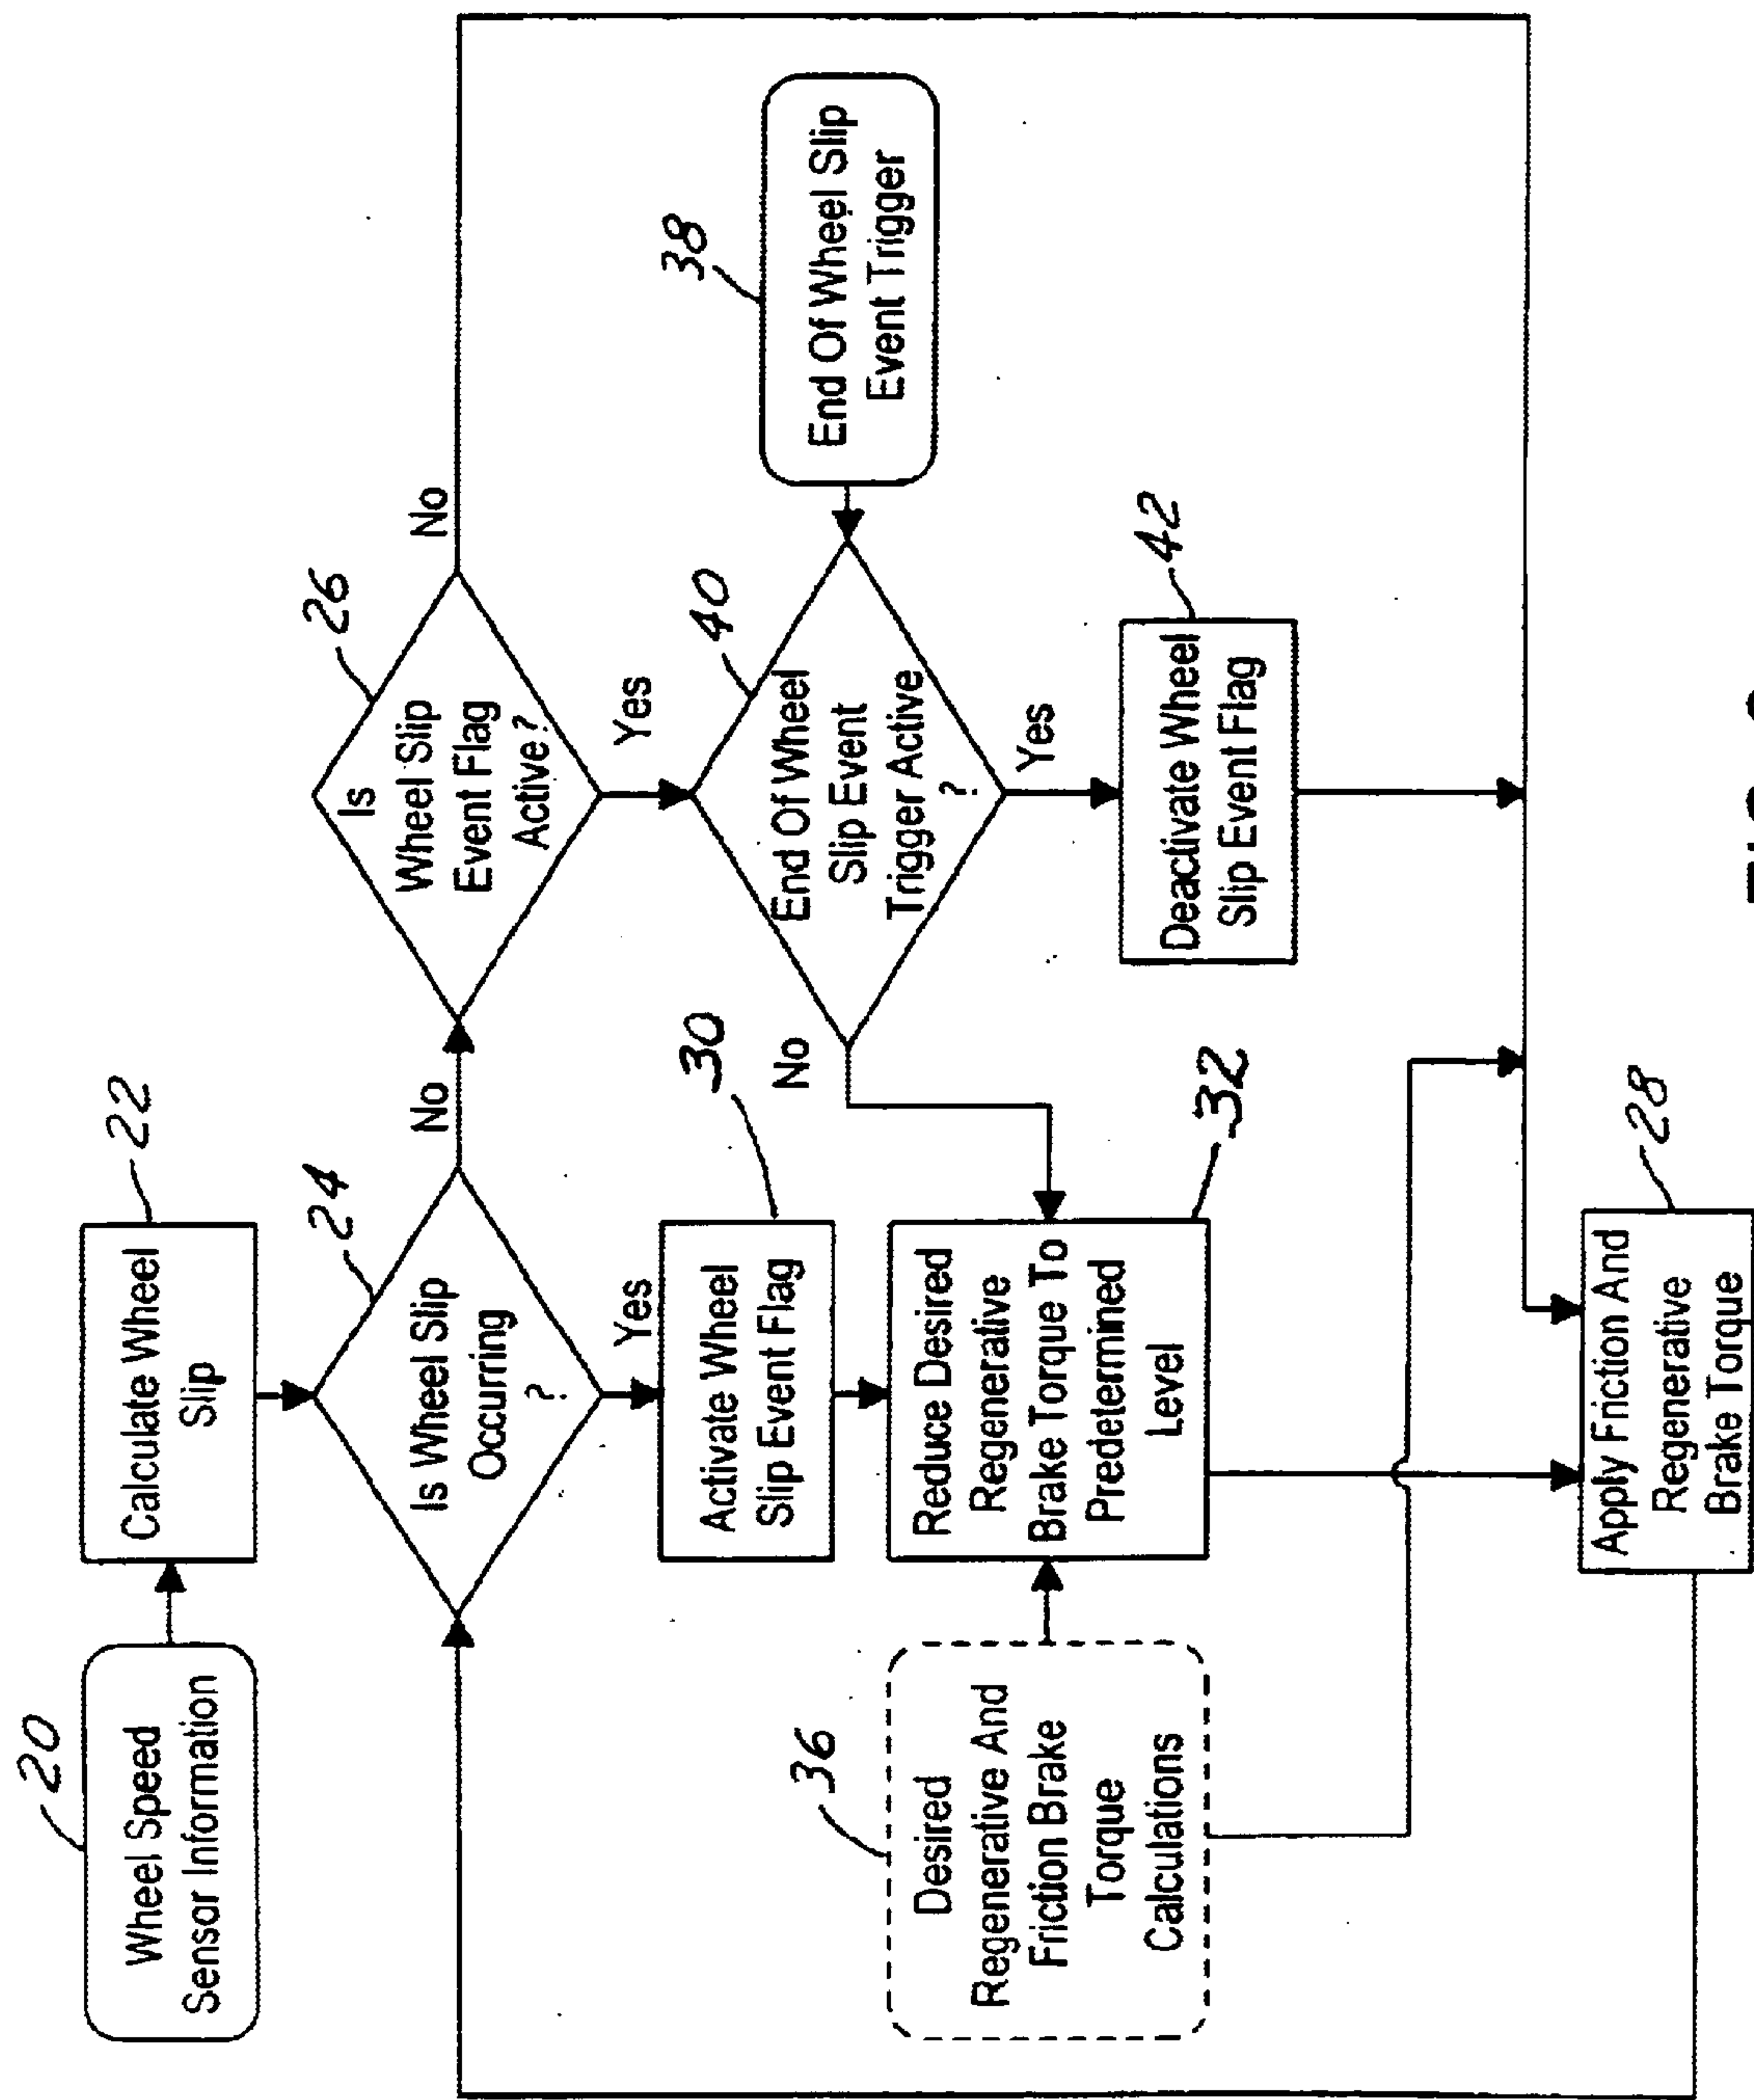 20
Wheel Speed
Sensor Information
22
Calculate Wheel
Slip
24
Is Wheel Slip
Occurring
?
No
Yes
26
Is
Wheel Slip
Event Flag
Active?
No
Yes
30
Activate Wheel
Slip Event Flag
38
End Of Wheel Slip
Event Trigger
40
End Of Wheel
Slip Event
Trigger Active
?
No
Yes
36
Desired
Regenerative And
Friction Brake
Torque
Calculations
32
Reduce Desired
Regenerative
Brake Torque To
Predetermined
Level
42
Deactivate Wheel
Slip Event Flag
28
Apply Friction And
Regenerative
Brake Torque